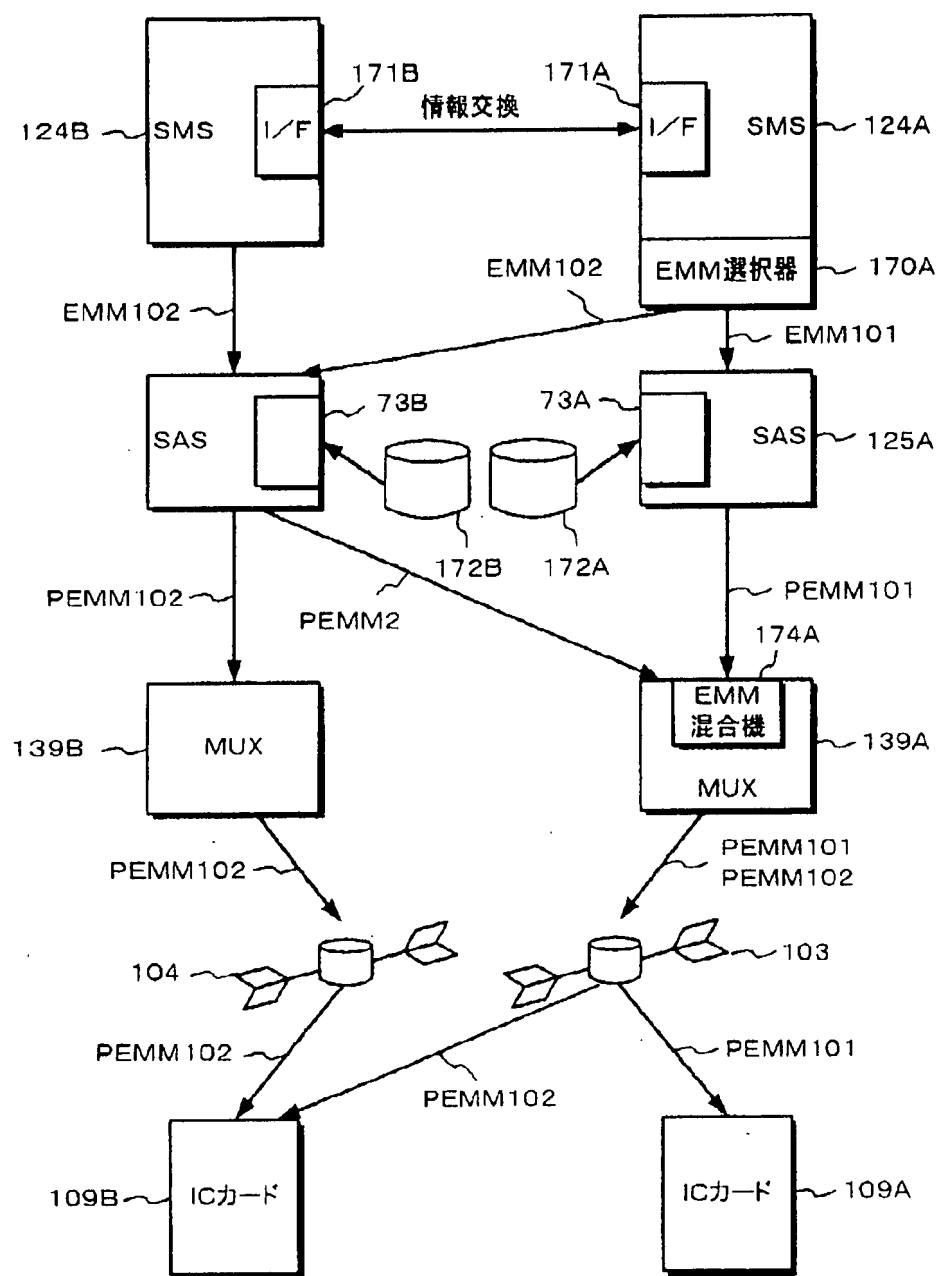 171B
171A
情報交換
124B
SMS
I/F
I/F
SMS
124A
EMM102
EMM選択器
170A
EMM102
EMM101
73B
73A
SAS
SAS
125A
172B
172A
PEMM102
PEMM2
PEMM101
174A
EMM
混合機
139B
MUX
139A
MUX
PEMM102
PEMM101
PEMM102
104
103
PEMM102
PEMM102
PEMM101
109B
ICカード
ICカード
109A